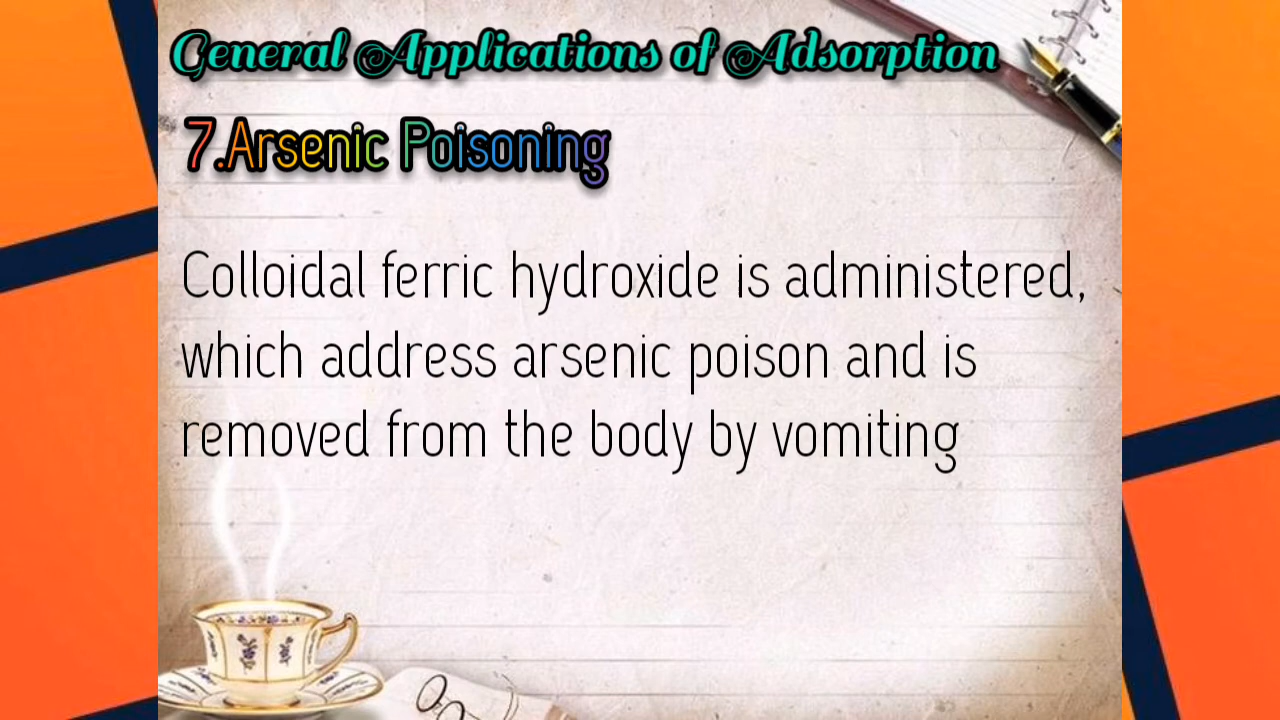 General Applications of Adsorption
7.Arsenic Poisoning
Colloidal ferric hydroxide is administered,
which address arsenic poison and is
removed from the body by vomiting